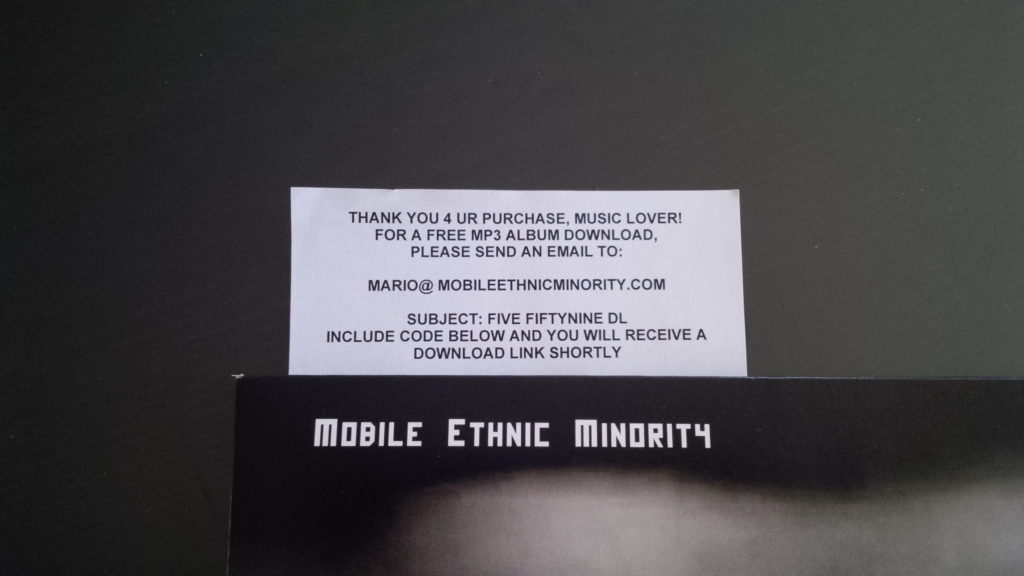 THANK YOU 4 UR PURCHASE, MUSIC LOVER!
FOR A FREE MP3 ALBUM DOWNLOAD,
PLEASE SEND AN EMAIL TO:
MARIO@ MOBILEETHNICMINORITY.COM
SUBJECT: FIVE FIFTYNINE DL
INCLUDE CODE BELOW AND YOU WILL RECEIVE A
DOWNLOAD LINK SHORTLY
MOBILE ETHNIC MINORITY